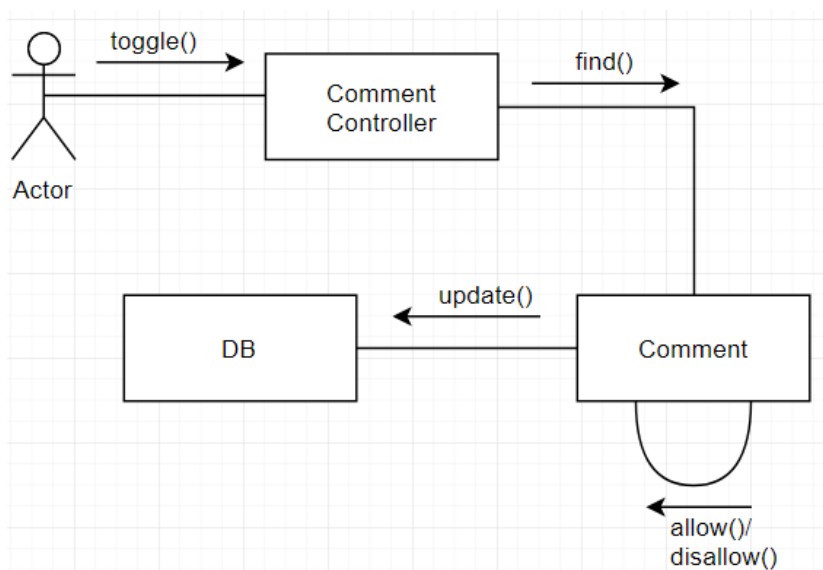 toggle()
find()
Comment
Controller
Actor
update()
DB
Comment
allow()/
disallow()